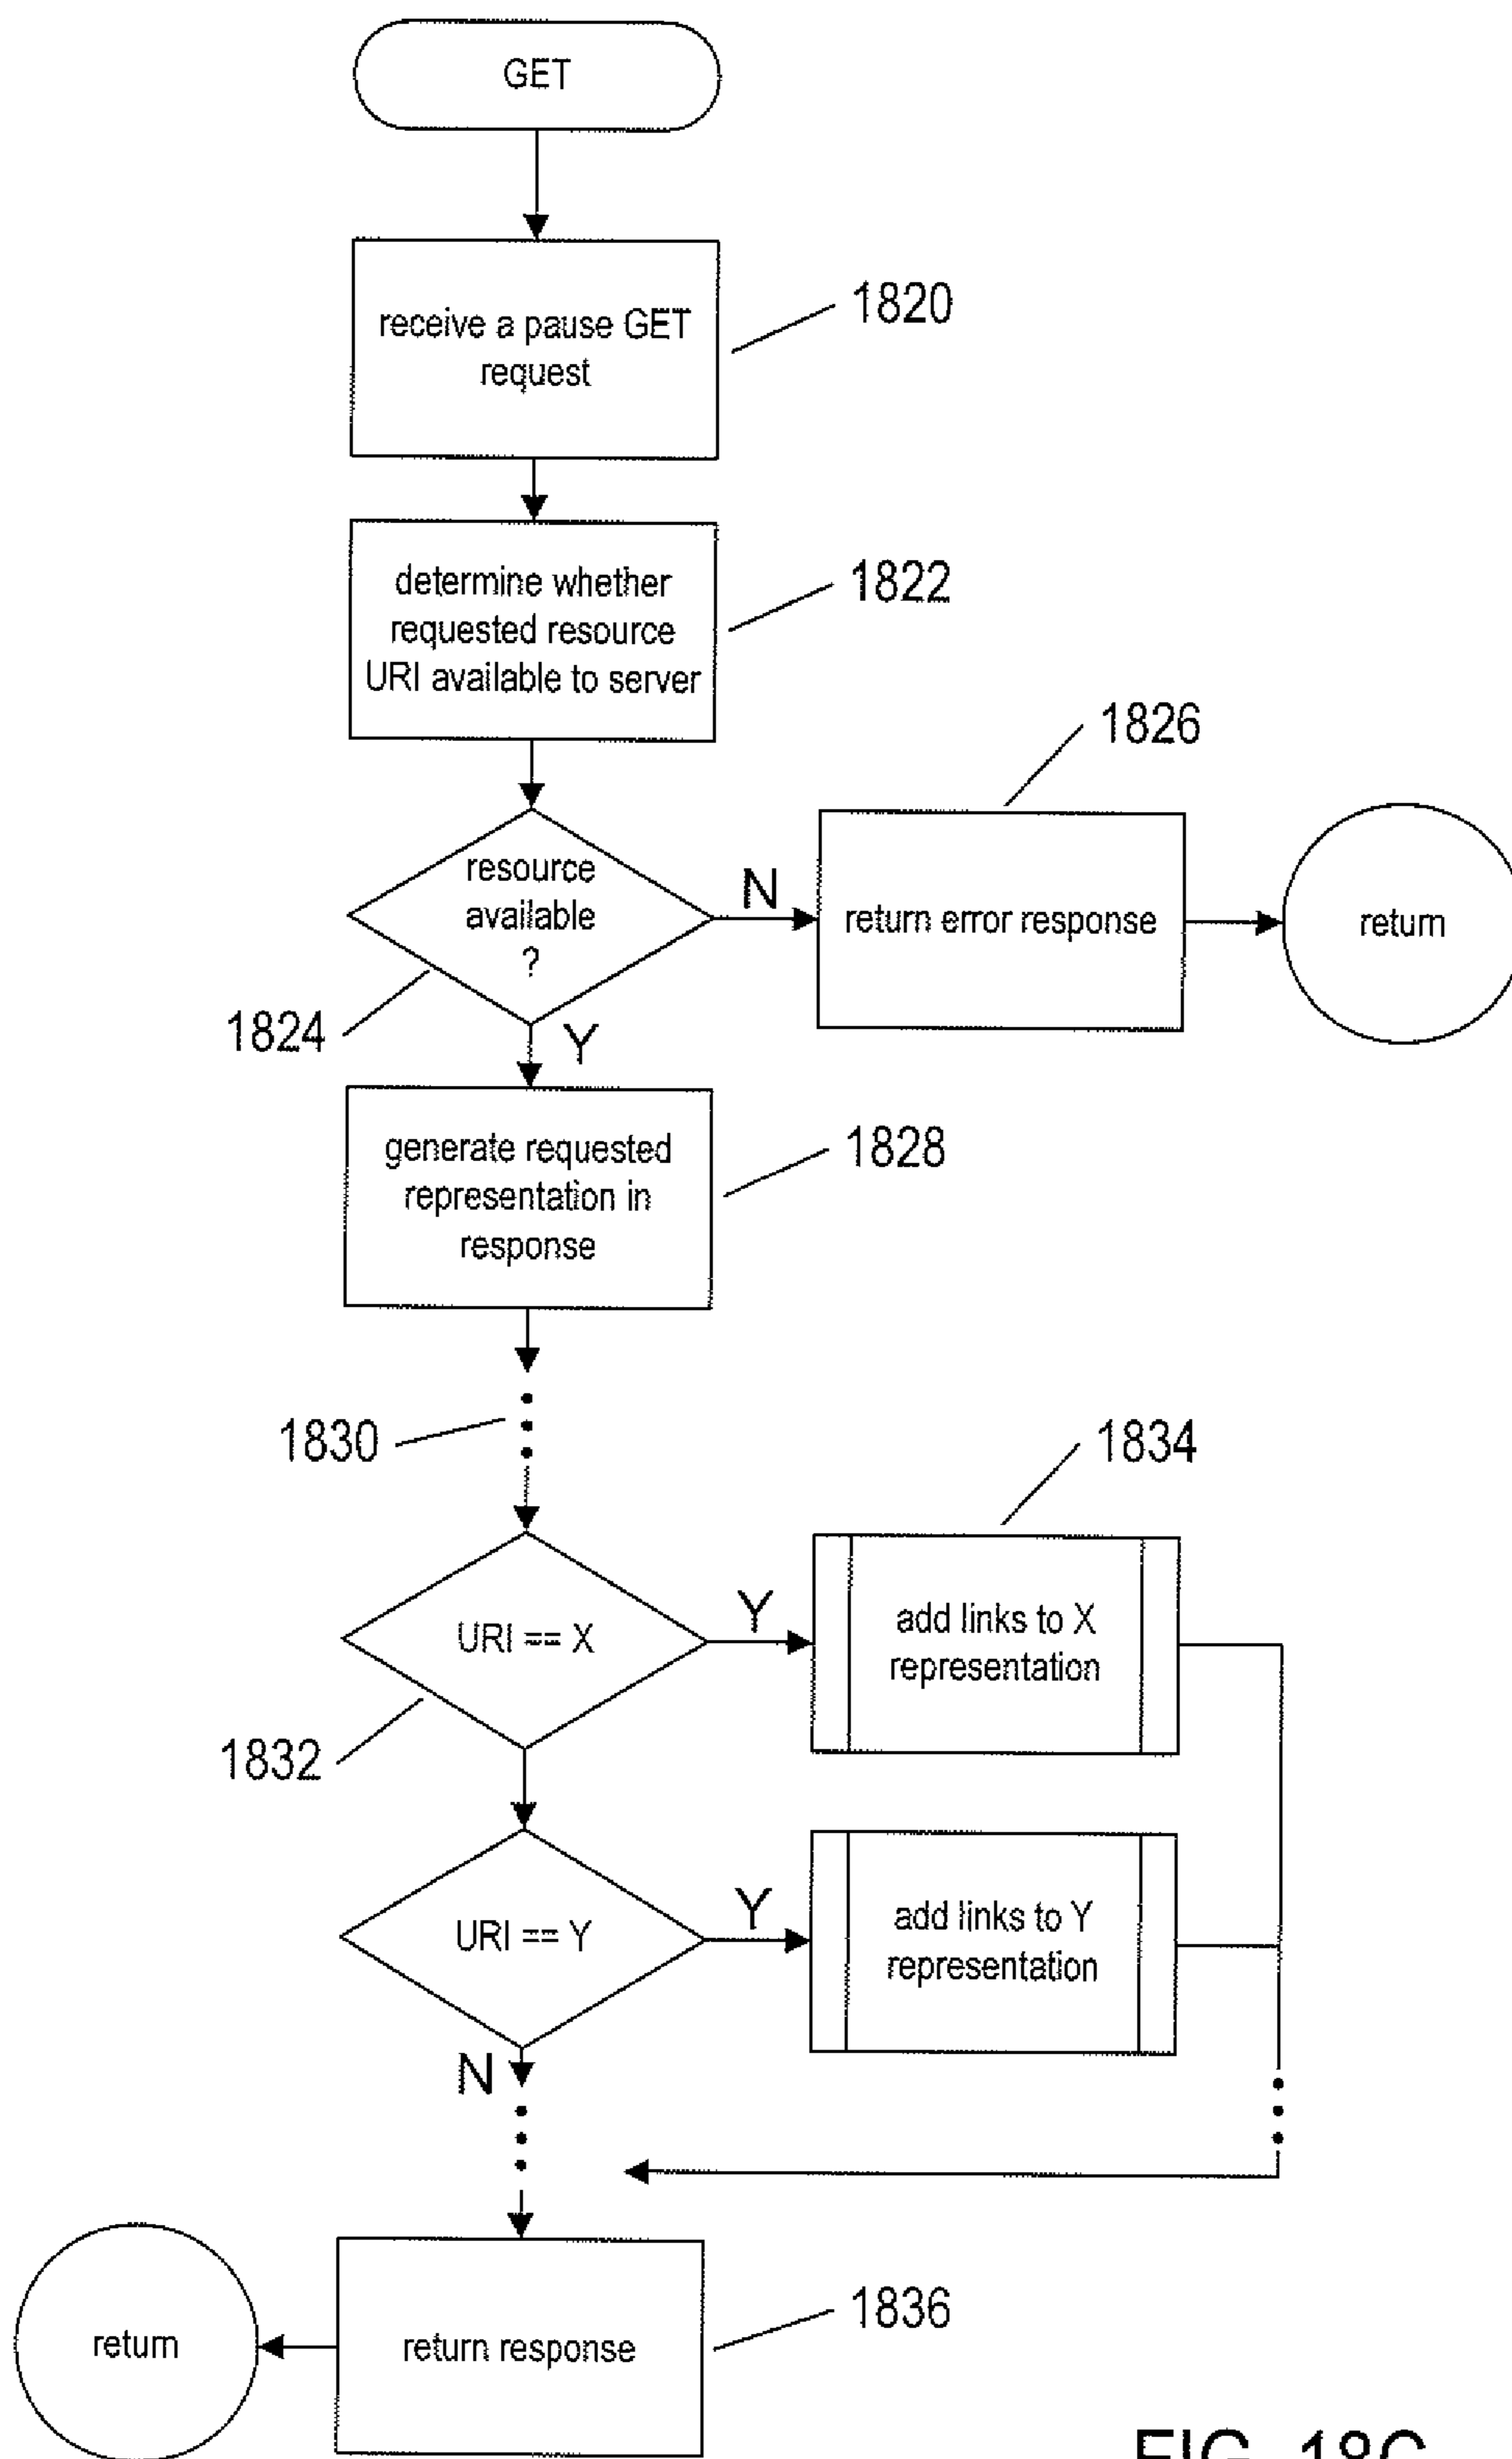 GET
receive a pause GET
request
1820
determine whether
requested resource
URI available to server
1822
resource
available
?
1824
N
Y
return error response
1826
return
generate requested
representation in
response
1828
1830
URI == X
1832
Y
add links to X
representation
1834
URI == Y
Y
add links to Y
representation
N
return response
1836
return
FIG. 18C